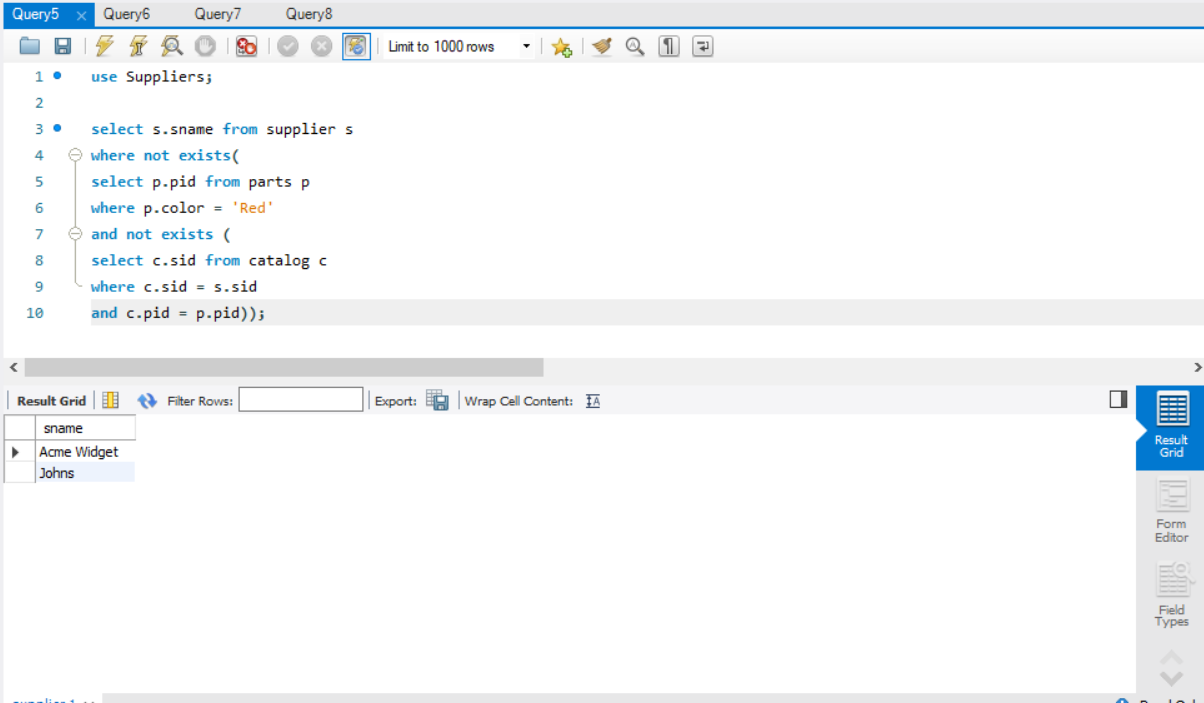 Query5 × Query6 Query7 Query8
Limit to 1000 rows
1 use Suppliers;
2
3 select s.sname from supplier s
4 where not exists(
5 select p.pid from parts p
6 where p.color = 'Red'
7 and not exists (
8 select c.sid from catalog c
9 where c.sid = s.sid
10 and c.pid = p.pid));
Result Grid Filter Rows: Export: Wrap Cell Content: IA
sname
Acme Widget
Johns
Result
Grid
Form
Editor
Field
Types